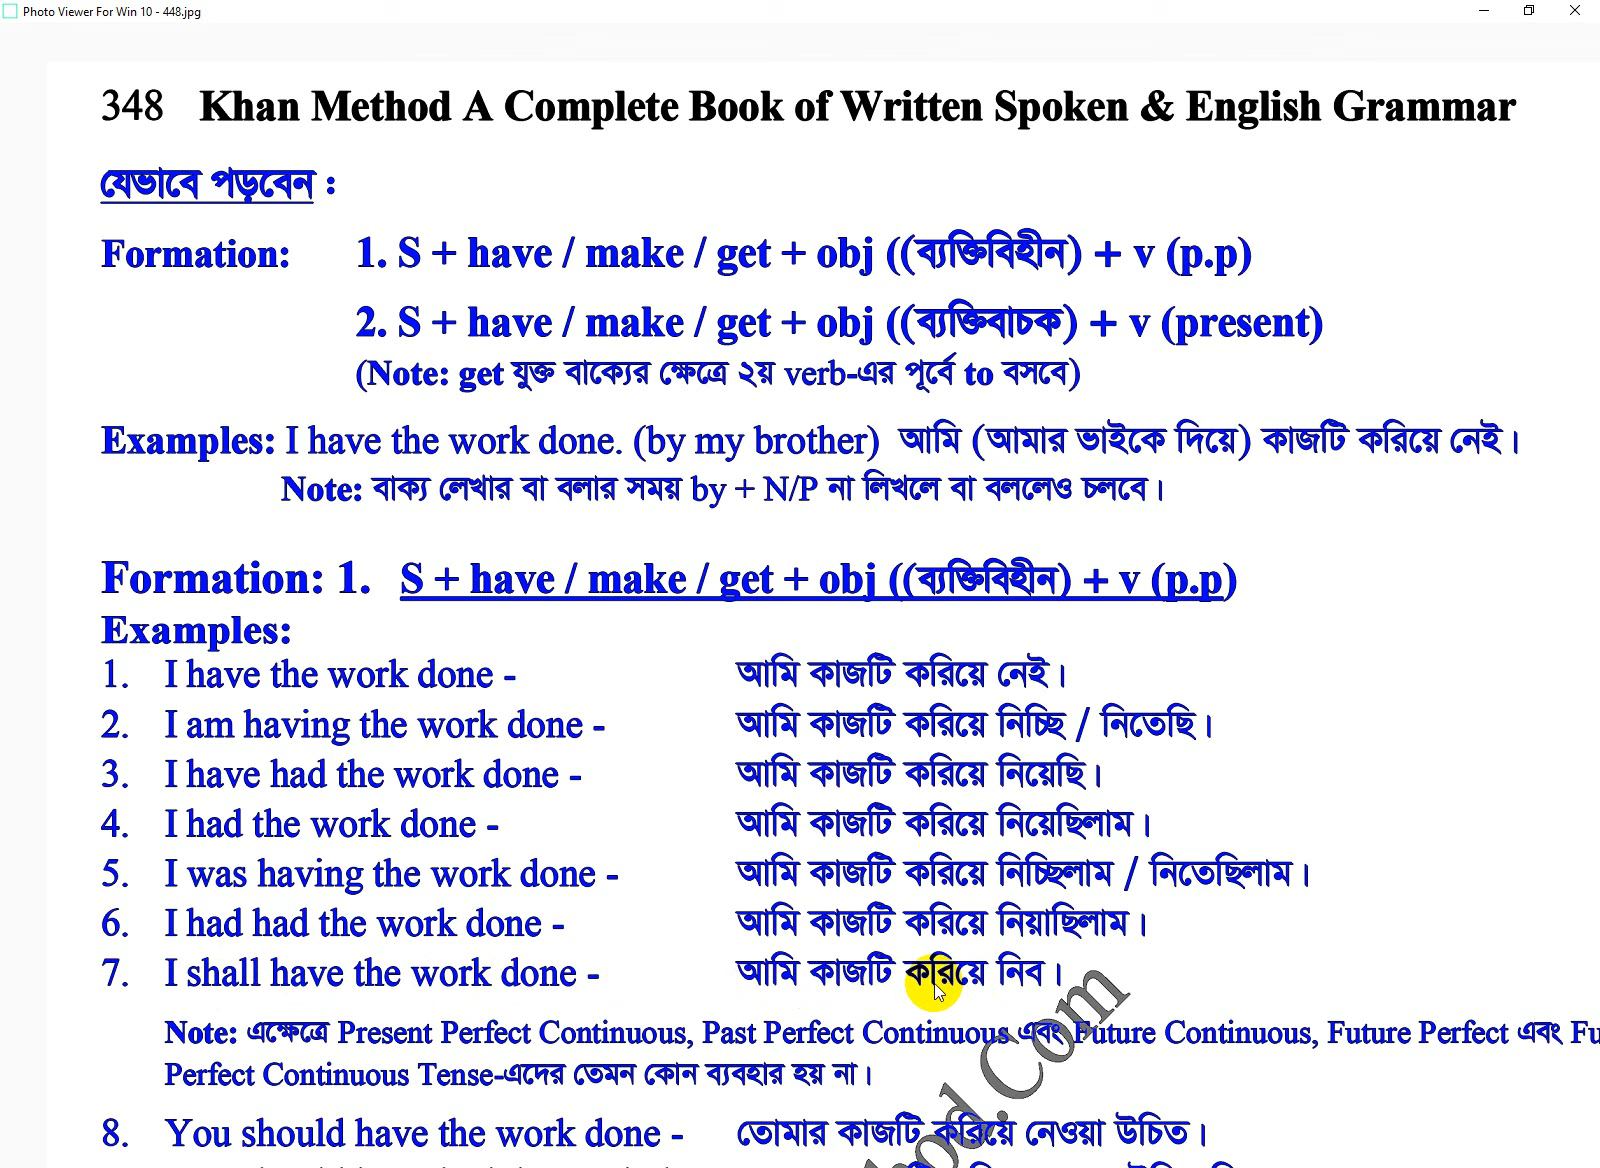 Photo Viewer For Win 10 - 448.jpg
348 Khan Method A Complete Book of Written Spoken & English Grammar
যেভাবে পড়বেন :
Formation: 1. S + have / make / get + obj ((ব্যক্তিবিহীন) + v (p.p)
2. S + have / make / get + obj ((ব্যক্তিবাচক) + v (present)
(Note: get যুক্ত বাক্যের ক্ষেত্রে ২য় verb-এর পূর্বে to বসবে)
Examples: I have the work done. (by my brother) আমি (আমার ভাইকে দিয়ে) কাজটি করিয়ে নেই।
Note: বাক্য লেখার বা বলার সময় by + N/P না লিখলে বা বললেও চলবে।
Formation: 1. S + have / make / get + obj ((ব্যক্তিবিহীন) + v (p.p)
Examples:
1. I have the work done - আমি কাজটি করিয়ে নেই।
2. I am having the work done - আমি কাজটি করিয়ে নিচ্ছি / নিতেছি।
3. I have had the work done - আমি কাজটি করিয়ে নিয়েছি।
4. I had the work done - আমি কাজটি করিয়ে নিয়েছিলাম।
5. I was having the work done - আমি কাজটি করিয়ে নিচ্ছিলাম / নিতেছিলাম।
6. I had had the work done - আমি কাজটি করিয়ে নিয়াছিলাম।
7. I shall have the work done - আমি কাজটি করিয়ে নিব।
Note: এক্ষেত্রে Present Perfect Continuous, Past Perfect Continuous এবং Future Continuous, Future Perfect এবং Fu
Perfect Continuous Tense-এদের তেমন কোন ব্যবহার হয় না।
8. You should have the work done - তোমার কাজটি করিয়ে নেওয়া উচিত।
od.Com